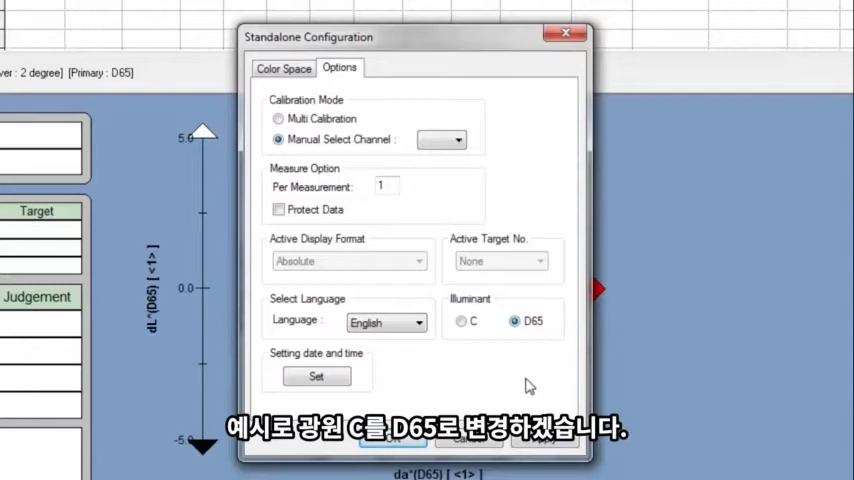 Standalone Configuration
ver : 2 degree] [Primary : D65]
Color Space
Options
Calibration Mode
Multi Calibration
Manual Select Channel :
Measure Option
Per Measurement: 1
Protect Data
Active Display Format
Absolute
Active Target No.
None
Select Language
Language : English
Illuminant
C
D65
Setting date and time
Set
예시로 광원 C를 D65로 변경하겠습니다.
Target
Judgement
5.0
0.0
-5.0
dL*(D65) [ <1> ]
da*(D65) [ <1> ]